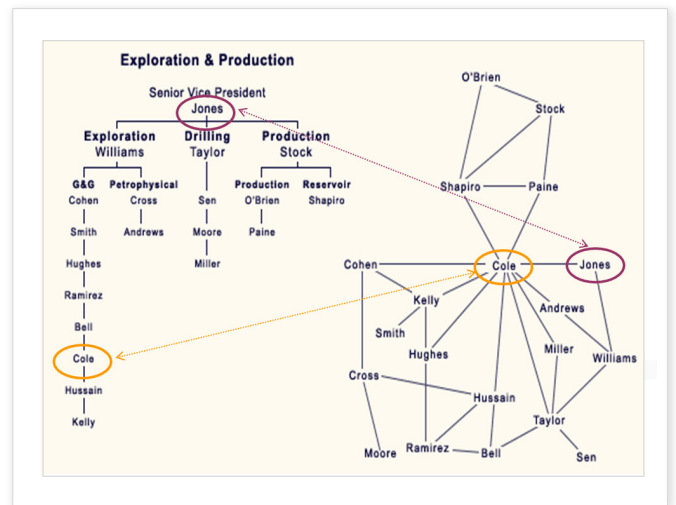 Exploration & Production
Senior Vice President
Jones
Exploration Drilling Production
Williams Taylor Stock
G&G Petrophysical Production Reservoir
Cohen Cross Sen O'Brien Shapiro
Smith Andrews Moore Paine
Hughes Miller
Ramirez
Bell
Cole
Hussain
Kelly
O'Brien
Stock
Shapiro Paine
Cohen Cole Jones
Kelly Andrews
Smith
Hughes Miller Williams
Cross
Hussain
Taylor
Moore Ramirez Bell Sen